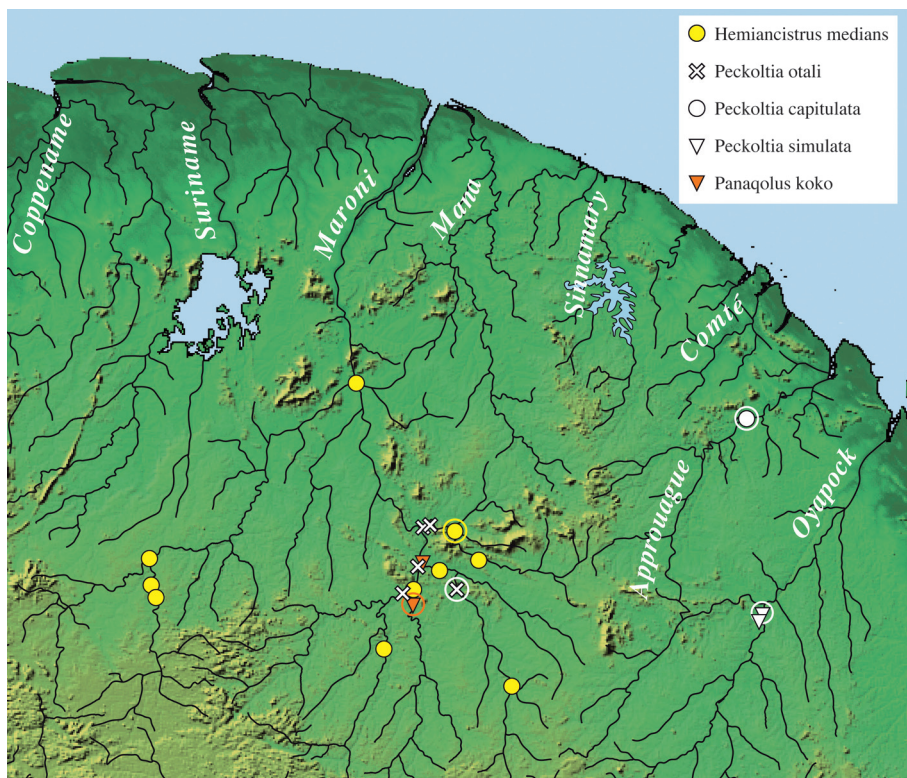 Hemiancistrus medians
Peckoltia otali
Peckoltia capitulata
Peckoltia simulata
Panaqolus koko
Coppename
Suriname
Maroni
Mana
Sinnamary
Comté
Approuague
Oyapock